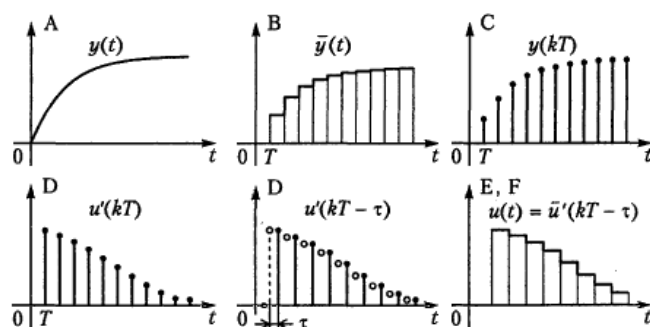 A
y(t)
0
t
B
ȳ(t)
0
T
t
C
y(kT)
0
T
t
D
u'(kT)
0
T
t
D
u'(kT − τ)
0
τ
t
E, F
u(t) = ū'(kT − τ)
0
t